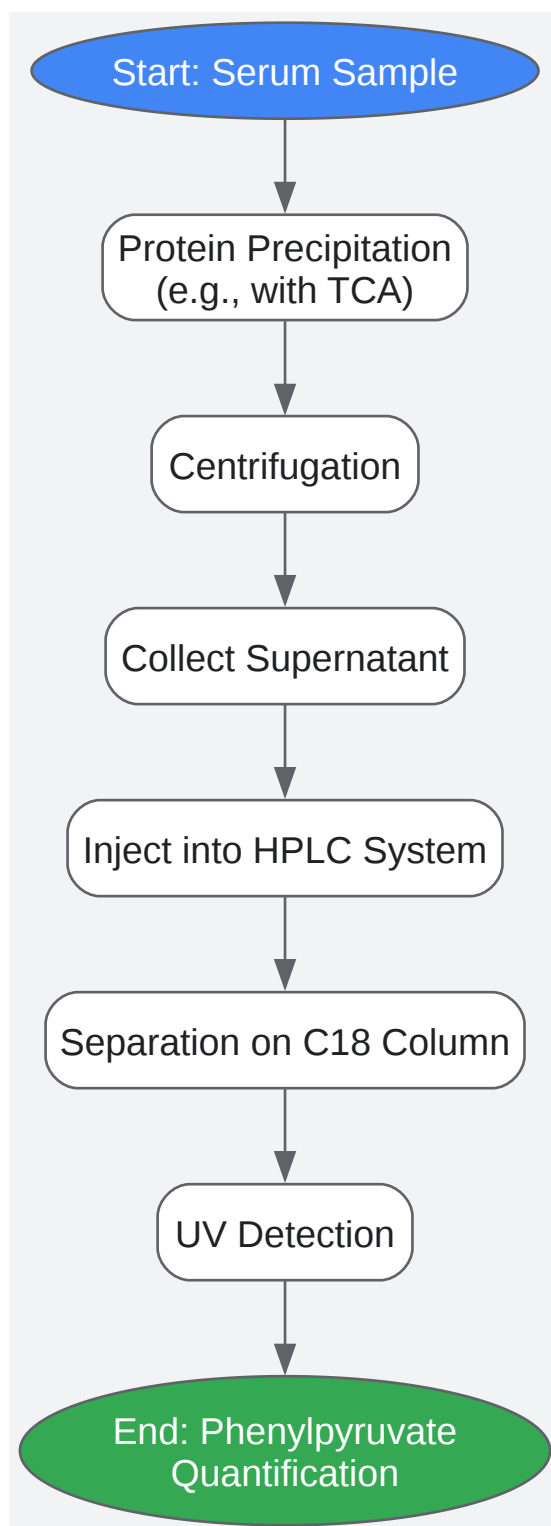 Start: Serum Sample
Protein Precipitation
(e.g., with TCA)
Centrifugation
Collect Supernatant
Inject into HPLC System
Separation on C18 Column
UV Detection
End: Phenylpyruvate
Quantification